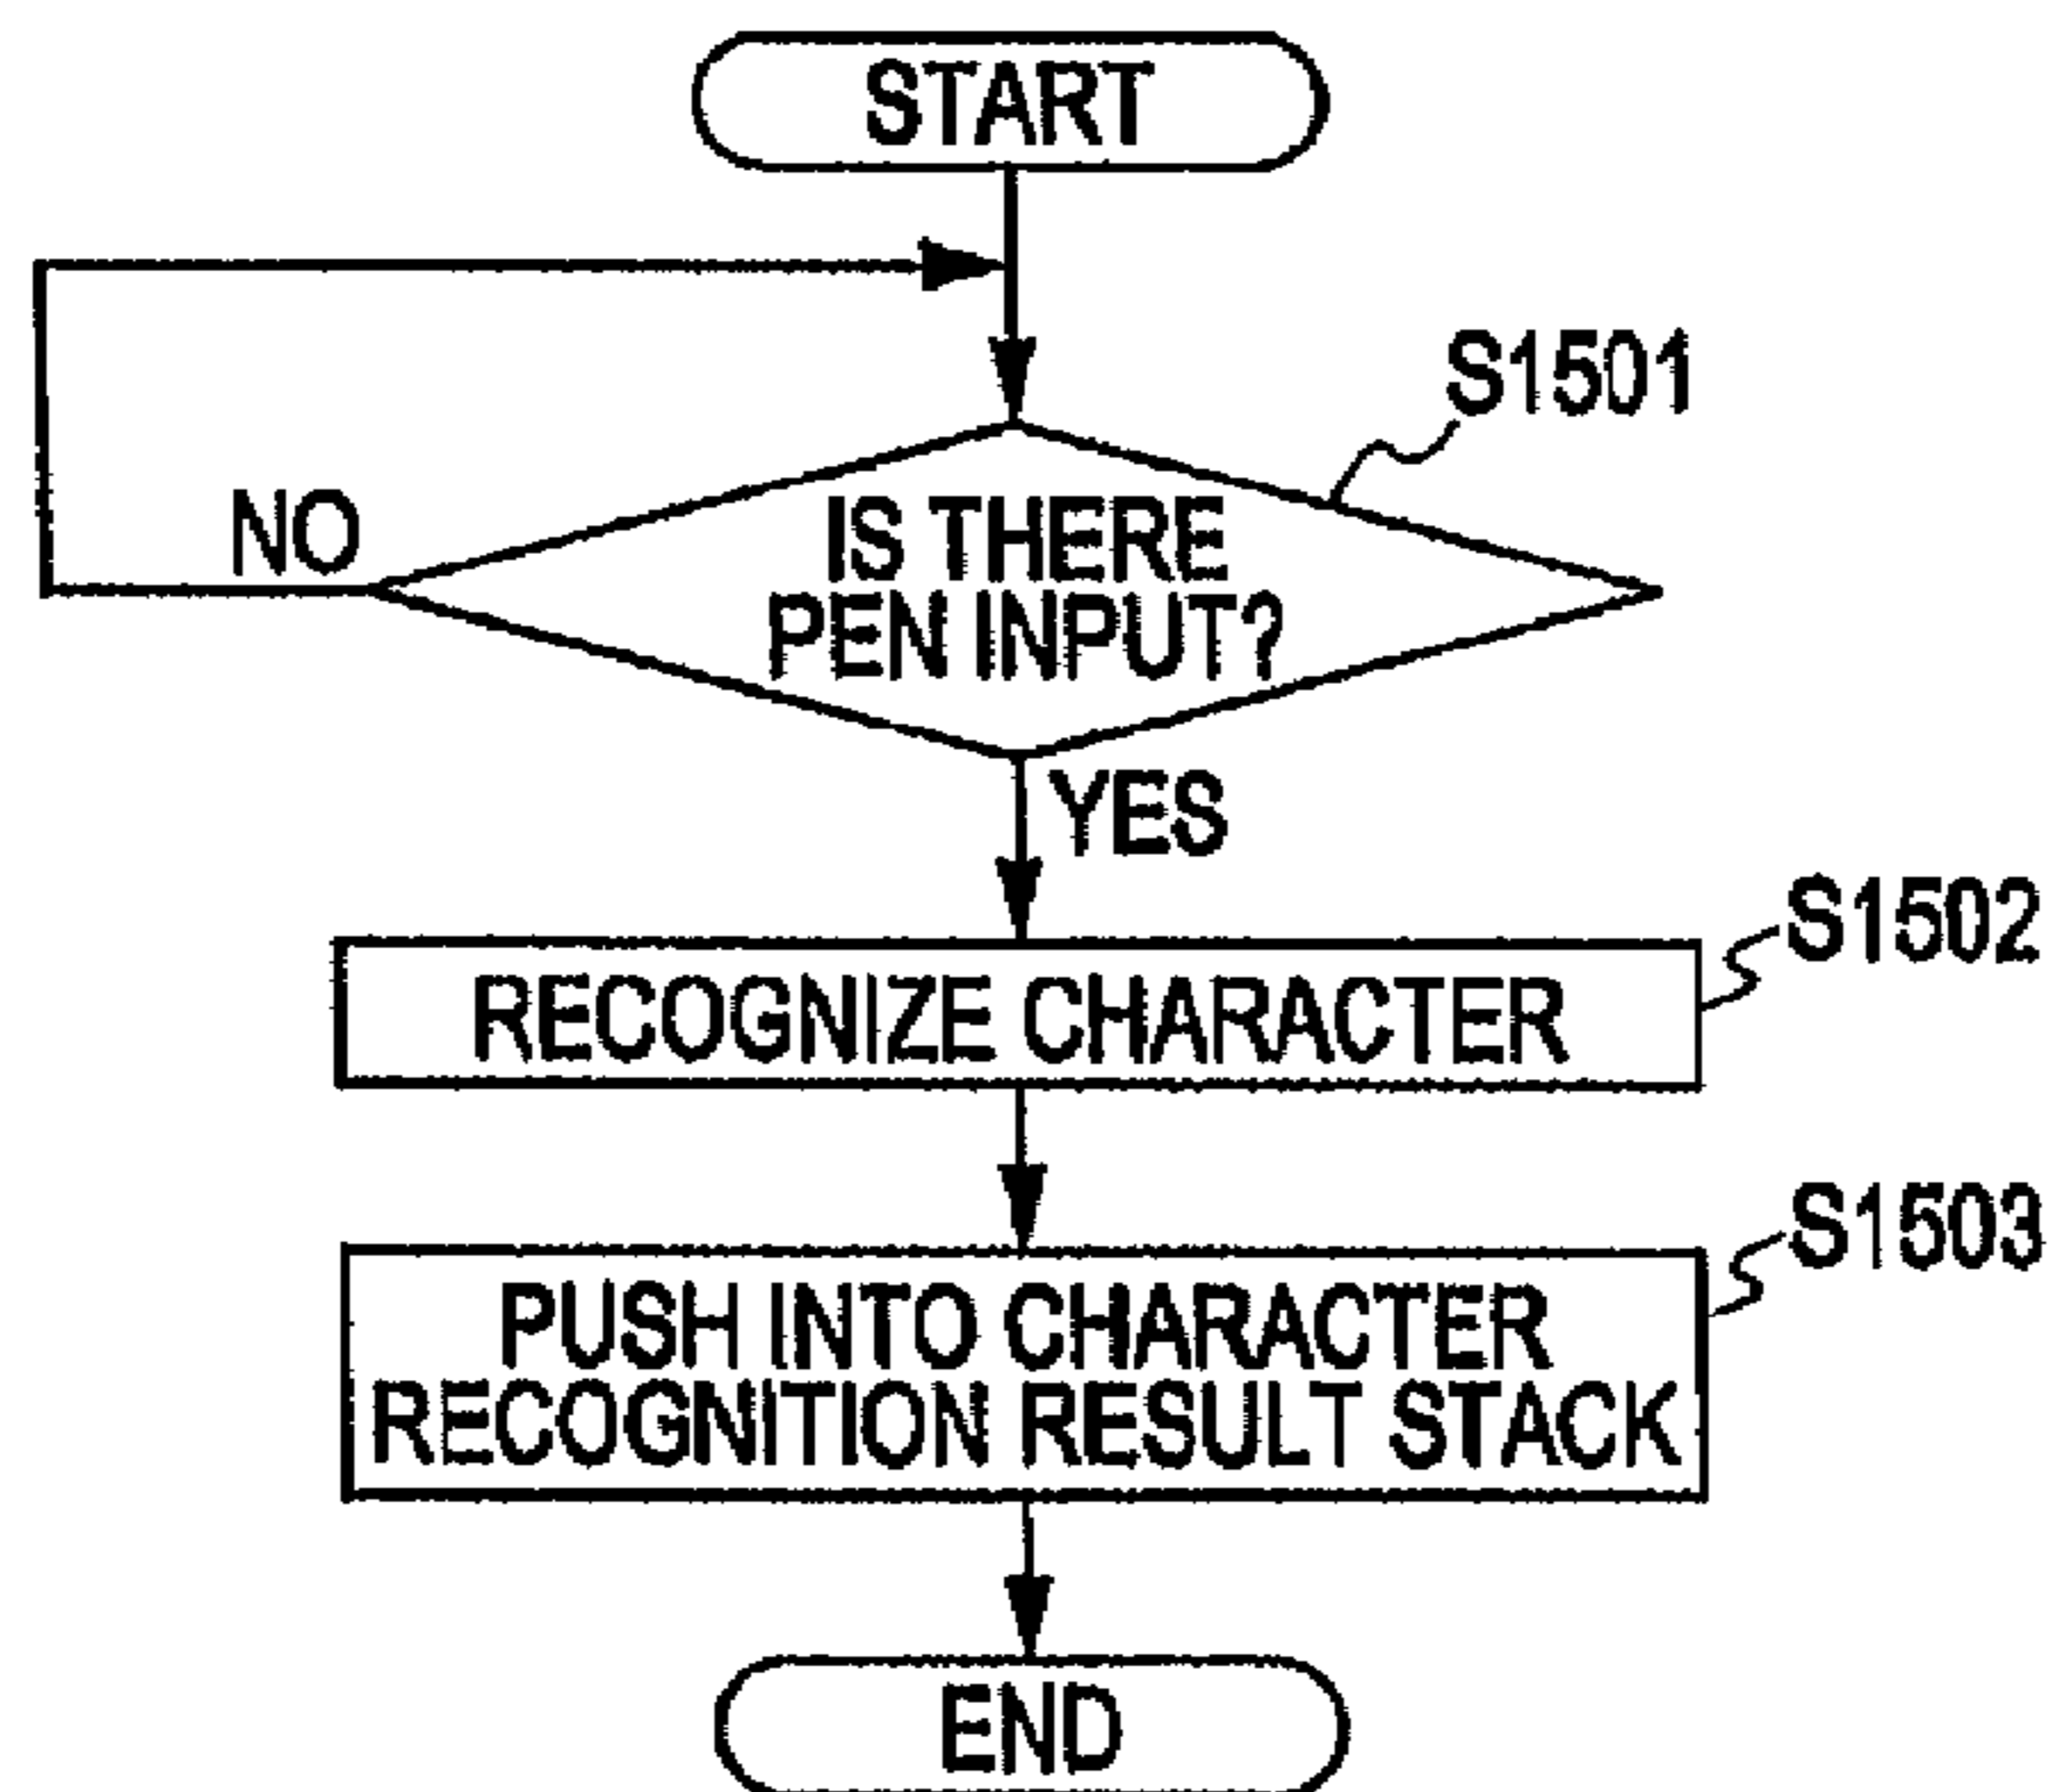 START
S1501
NO
IS THERE
PEN INPUT?
YES
S1502
RECOGNIZE CHARACTER
S1503
PUSH INTO CHARACTER
RECOGNITION RESULT STACK
END